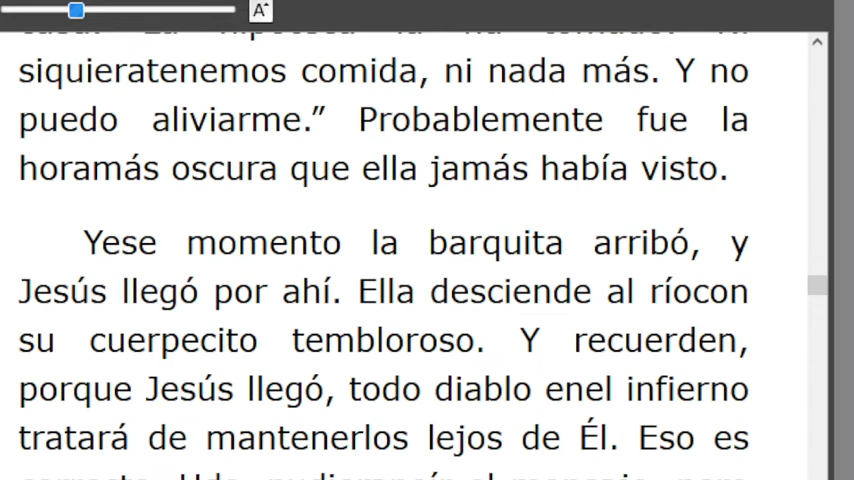 A
siquieratenemos comida, ni nada más. Y no
puedo aliviarme.” Probablemente fue la
horamás oscura que ella jamás había visto.
Yese momento la barquita arribó, y
Jesús llegó por ahí. Ella desciende al ríocon
su cuerpecito tembloroso. Y recuerden,
porque Jesús llegó, todo diablo enel infierno
tratará de mantenerlos lejos de Él. Eso es